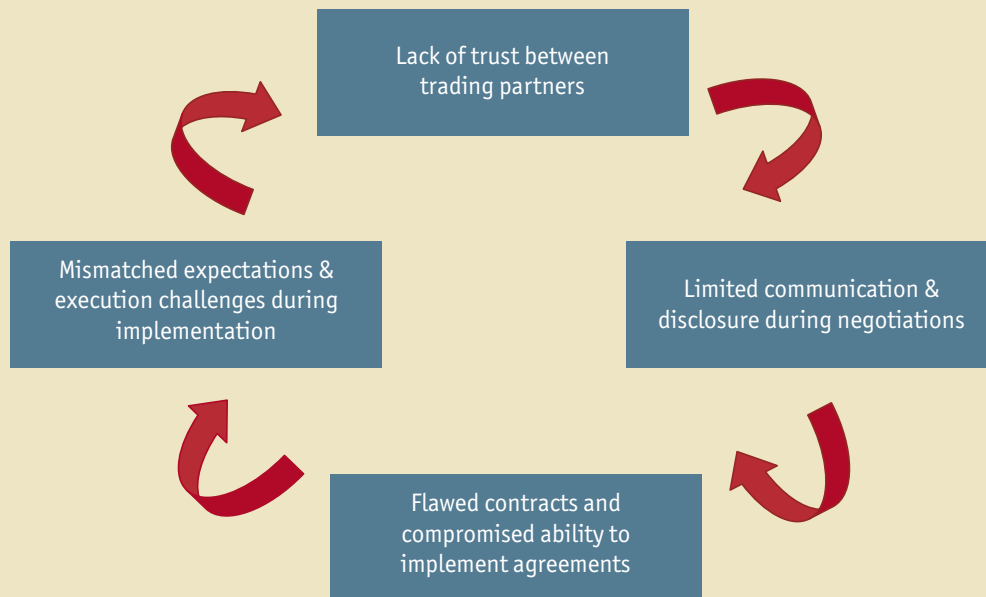 Lack of trust between
trading partners
Limited communication &
disclosure during negotiations
Flawed contracts and
compromised ability to
implement agreements
Mismatched expectations &
execution challenges during
implementation